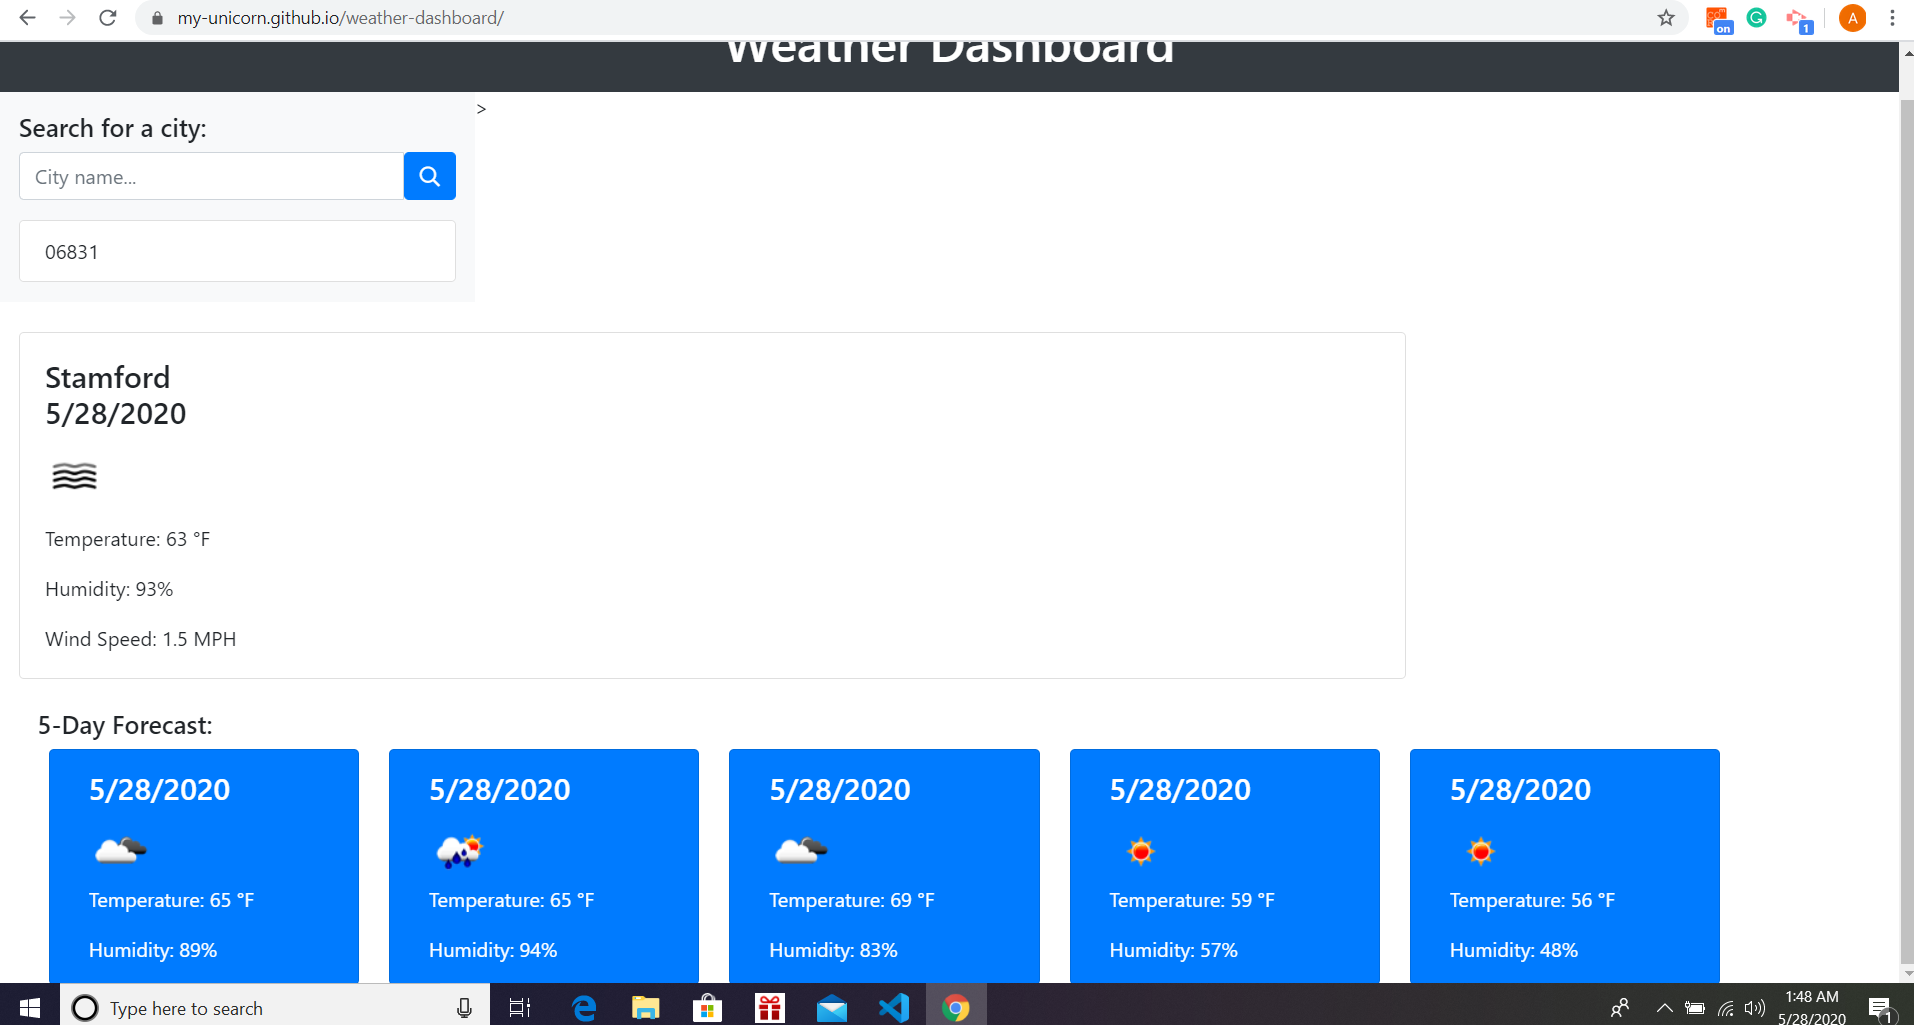 my-unicorn.github.io/weather-dashboard/
on
G
1
A
Weather Dashboard
Search for a city:
>
City name...
06831
Stamford
5/28/2020
Temperature: 63 °F
Humidity: 93%
Wind Speed: 1.5 MPH
5-Day Forecast:
5/28/2020 5/28/2020 5/28/2020 5/28/2020 5/28/2020
Temperature: 65 °F Temperature: 65 °F Temperature: 69 °F Temperature: 59 °F Temperature: 56 °F
Humidity: 89% Humidity: 94% Humidity: 83% Humidity: 57% Humidity: 48%
Type here to search
1:48 AM
5/28/2020
1